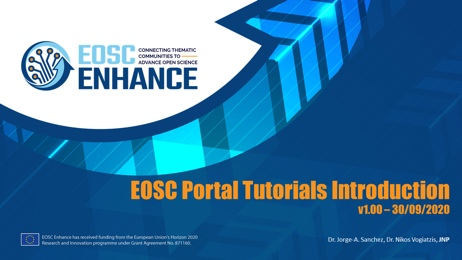 EOSC
ENHANCE
CONNECTING THEMATIC
COMMUNITIES TO
ADVANCE OPEN SCIENCE
EOSC Portal Tutorials Introduction
v1.00 – 30/09/2020
EOSC Enhance has received funding from the European Union's Horizon 2020
Research and Innovation programme under Grant Agreement No. 871160.
Dr. Jorge-A. Sanchez, Dr. Nikos Vogiatzis, JNP